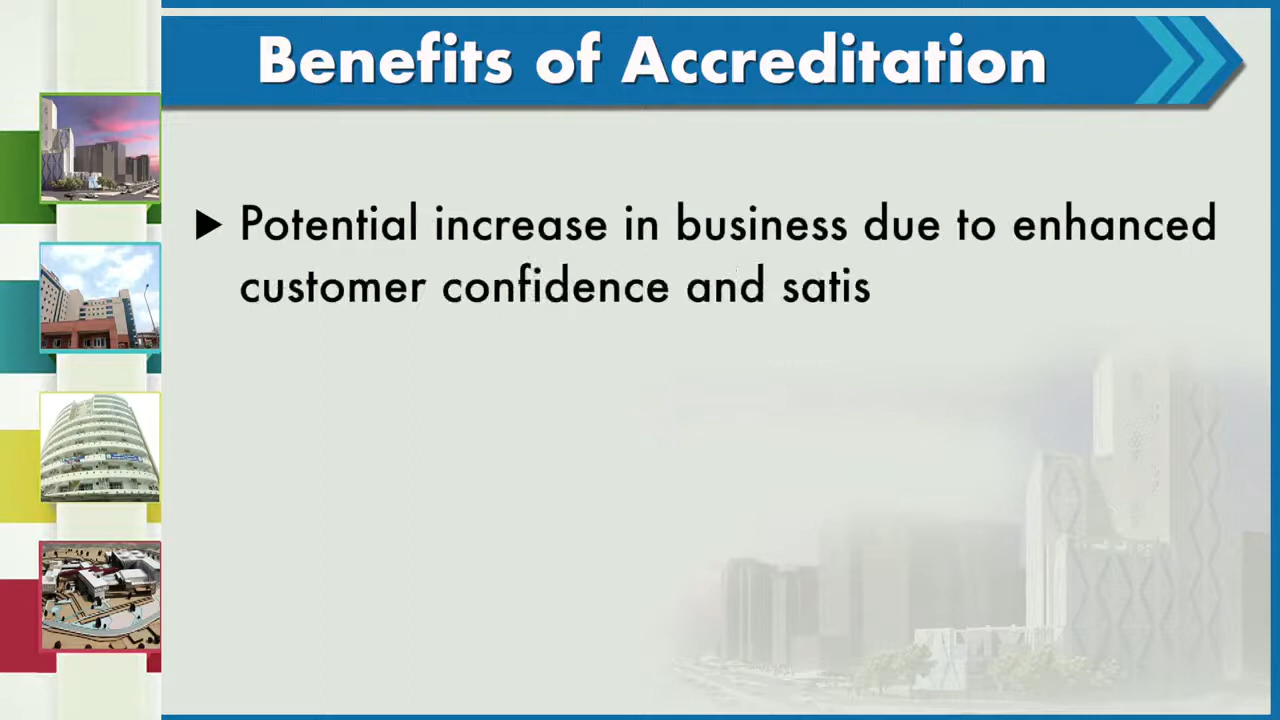 Benefits of Accreditation
Potential increase in business due to enhanced
customer confidence and satis